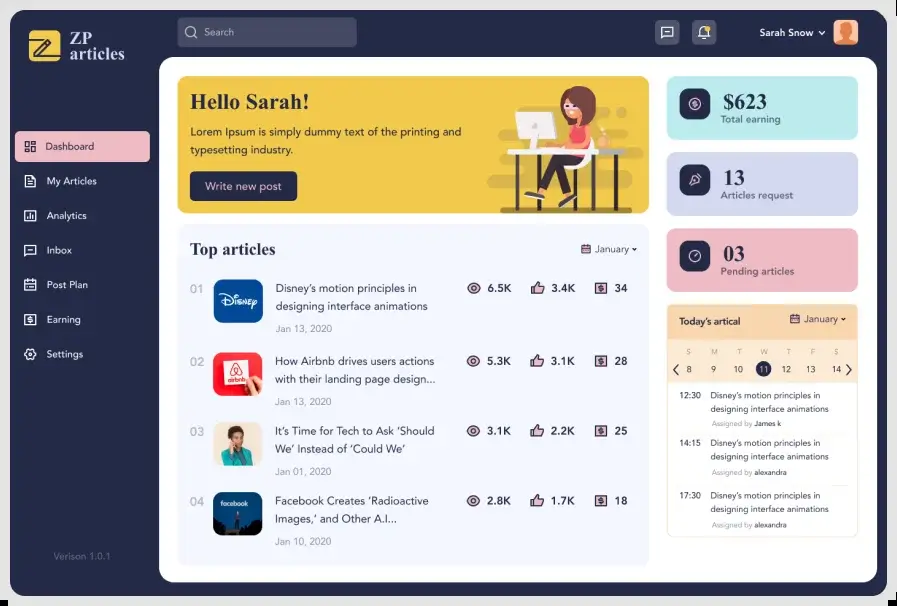 ZP
articles
Search
Sarah Snow
Dashboard
My Articles
Analytics
Inbox
Post Plan
Earning
Settings
Verison 1.0.1
Hello Sarah!
Lorem Ipsum is simply dummy text of the printing and
typesetting industry.
Write new post
Top articles
January
01
Disney
Disney's motion principles in
designing interface animations
Jan 13, 2020
6.5K
3.4K
34
02
airbnb
How Airbnb drives users actions
with their landing page design...
Jan 13, 2020
5.3K
3.1K
28
03
It's Time for Tech to Ask 'Should
We' Instead of 'Could We'
Jan 01, 2020
3.1K
2.2K
25
04
facebook
Facebook Creates 'Radioactive
Images,' and Other A.I...
Jan 10, 2020
2.8K
1.7K
18
$623
Total earning
13
Articles request
03
Pending articles
Today's artical
January
S M T W T F S
8 9 10 11 12 13 14
12:30 Disney's motion principles in
designing interface animations
Assigned by James k
14:15 Disney's motion principles in
designing interface animations
Assigned by alexandra
17:30 Disney's motion principles in
designing interface animations
Assigned by alexandra